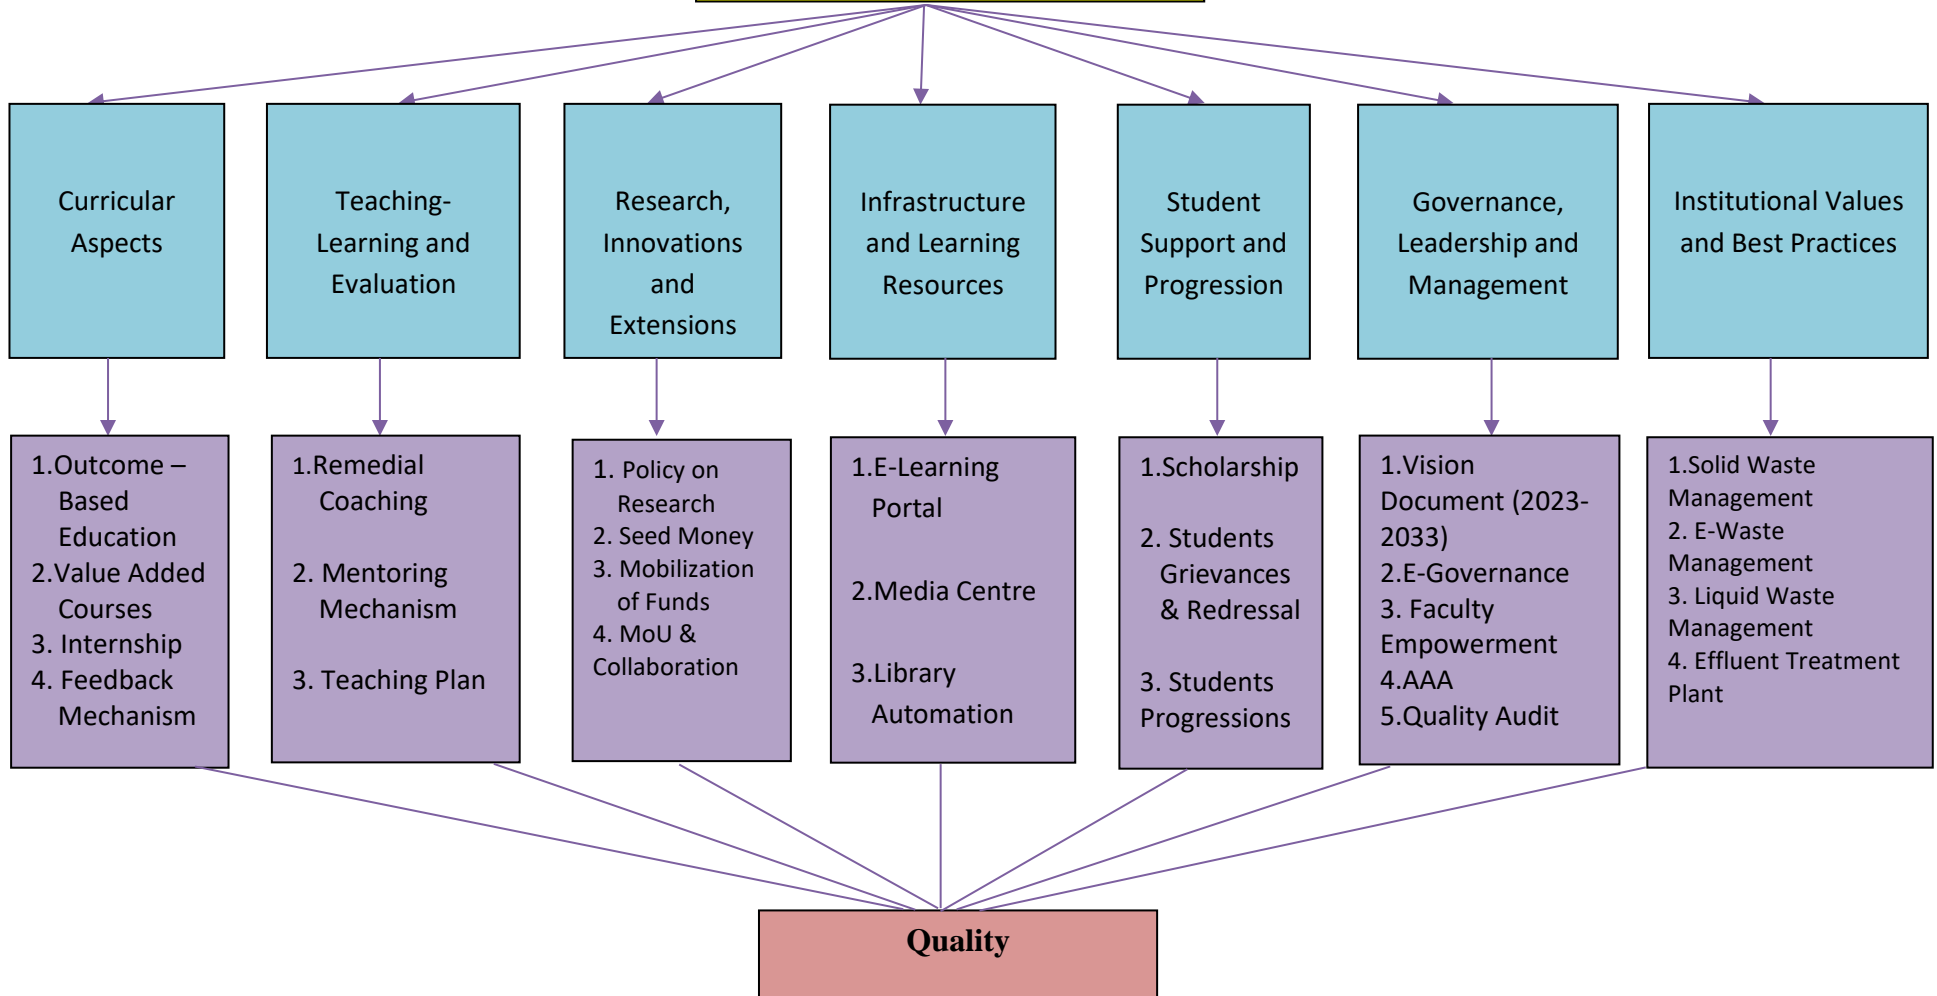 Curricular
Aspects
Teaching-
Learning and
Evaluation
Research,
Innovations
and
Extensions
Infrastructure
and Learning
Resources
Student
Support and
Progression
Governance,
Leadership and
Management
Institutional Values
and Best Practices
1.Outcome –
Based
Education
2.Value Added
Courses
3. Internship
4. Feedback
Mechanism
1.Remedial
Coaching
2. Mentoring
Mechanism
3. Teaching Plan
1. Policy on
Research
2. Seed Money
3. Mobilization
of Funds
4. MoU &
Collaboration
1.E-Learning
Portal
2.Media Centre
3.Library
Automation
1.Scholarship
2. Students
Grievances
& Redressal
3. Students
Progressions
1.Vision
Document (2023-
2033)
2.E-Governance
3. Faculty
Empowerment
4.AAA
5.Quality Audit
1.Solid Waste
Management
2. E-Waste
Management
3. Liquid Waste
Management
4. Effluent Treatment
Plant
Quality